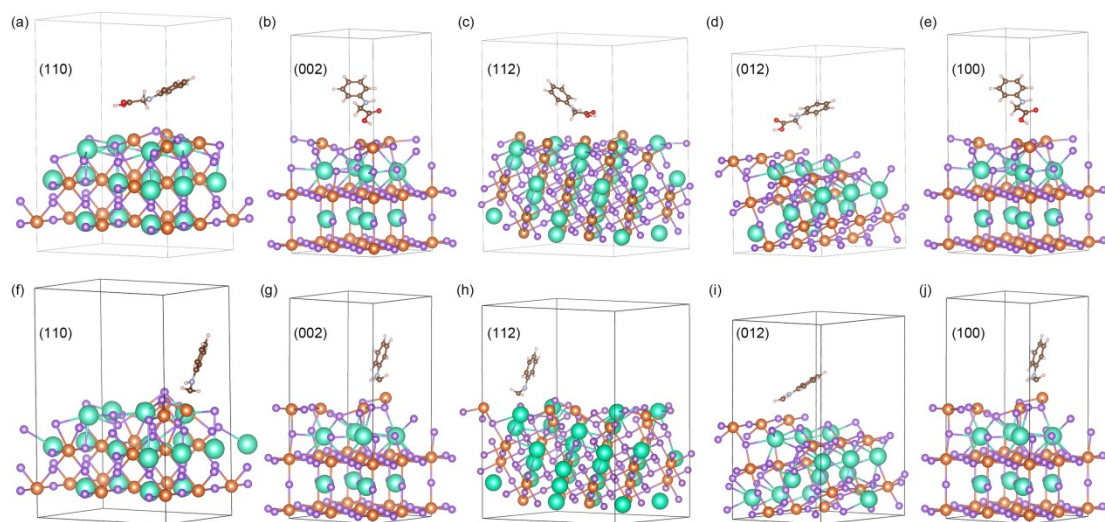 (a) (b) (c) (d) (e)
(110) (002) (112) (012) (100)
(f) (g) (h) (i) (j)
(110) (002) (112) (012) (100)